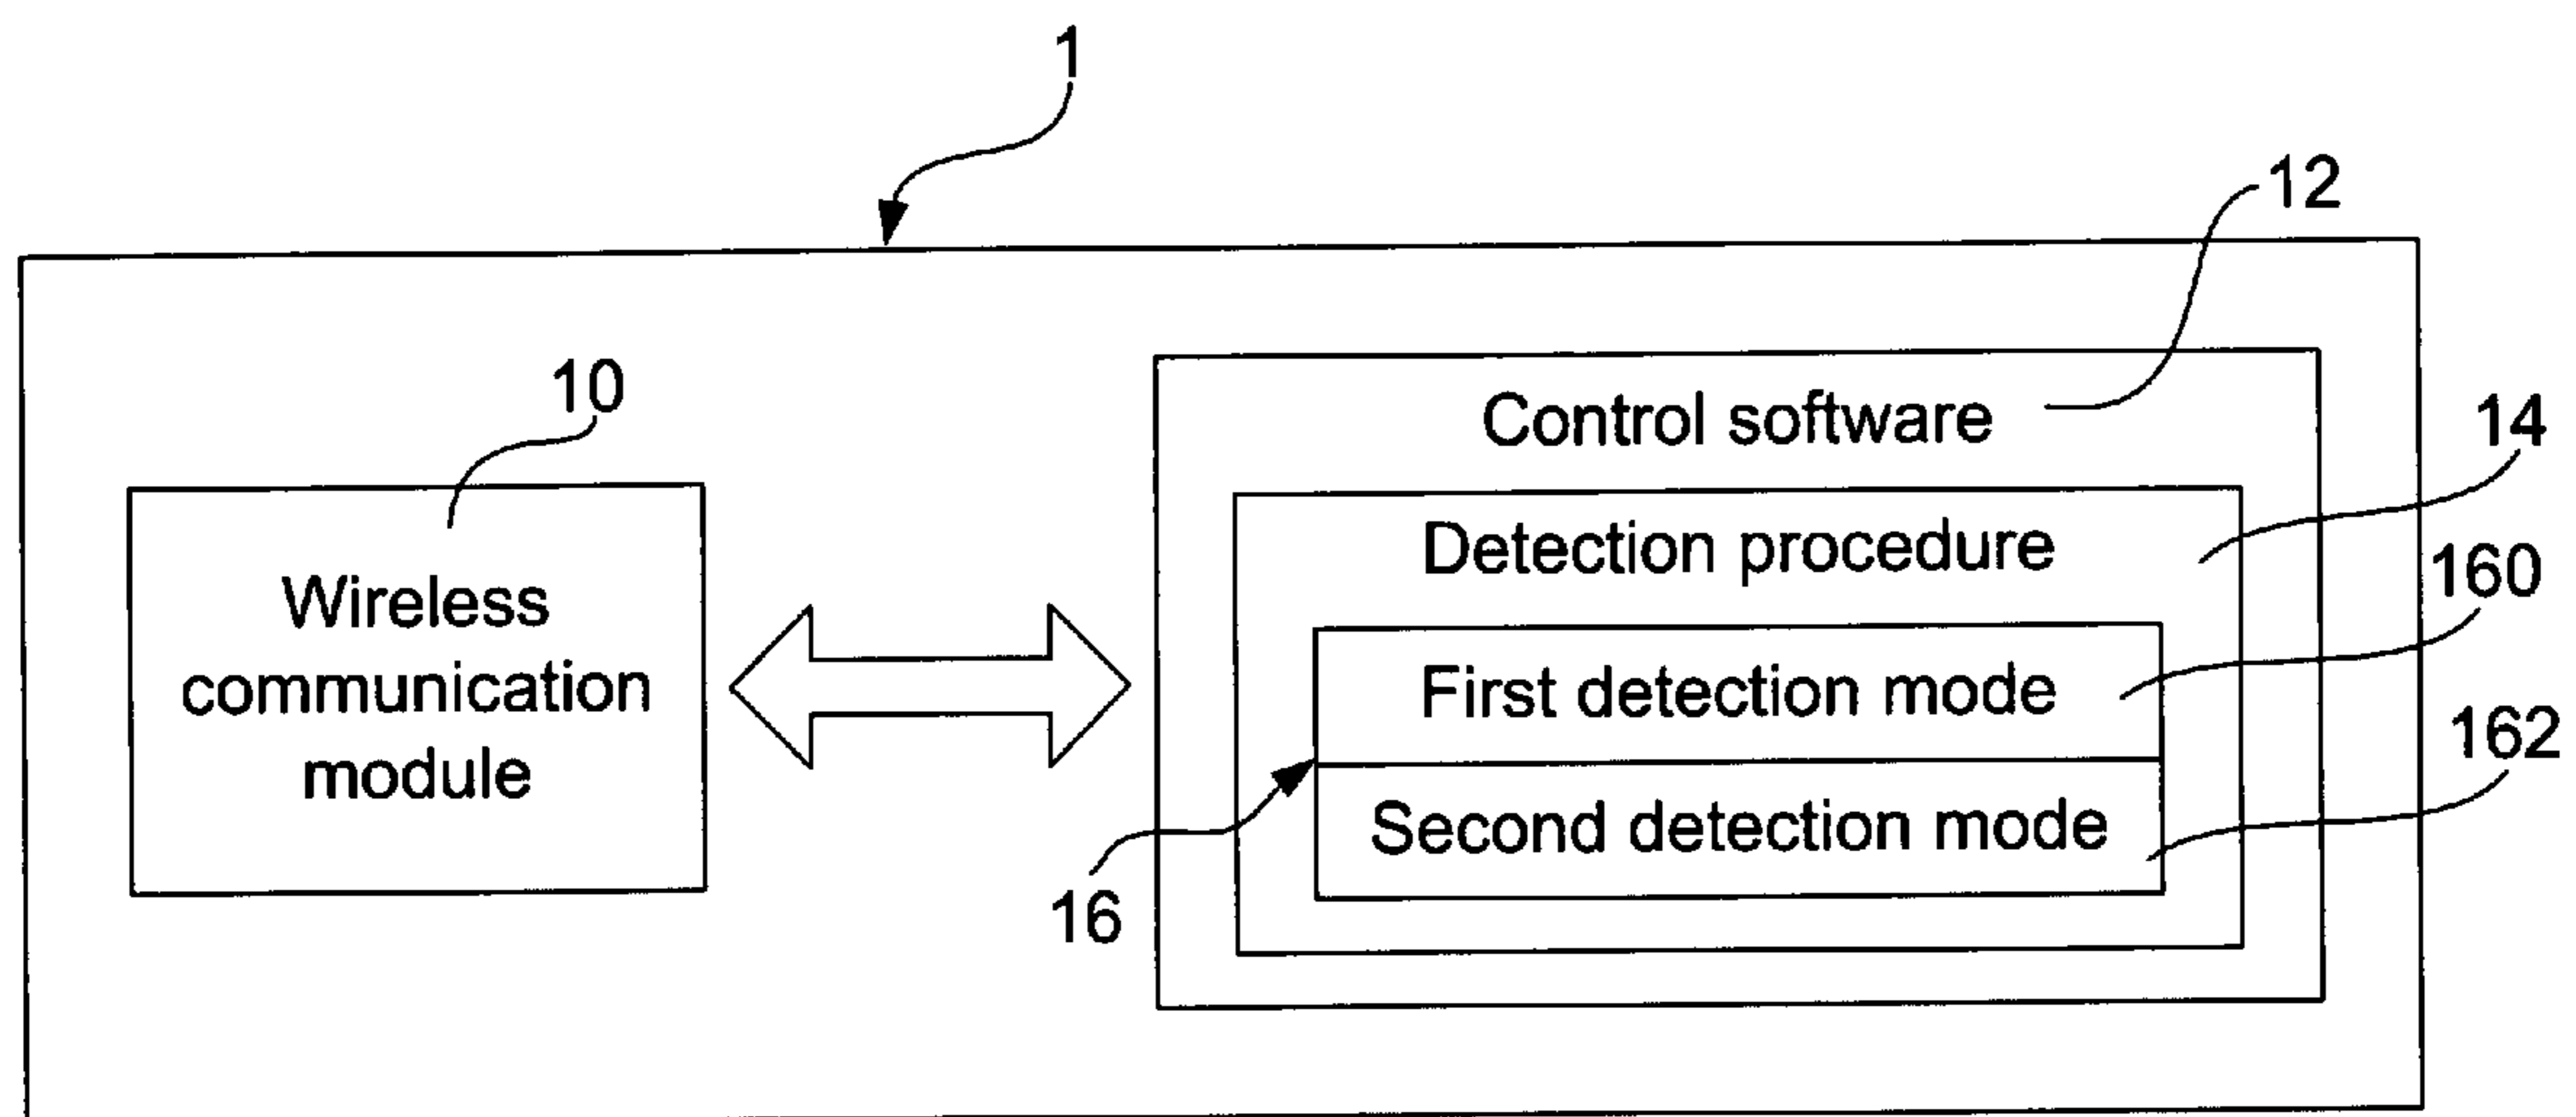 1
12
10
Control software
14
Detection procedure
160
Wireless
communication
module
First detection mode
162
Second detection mode
16